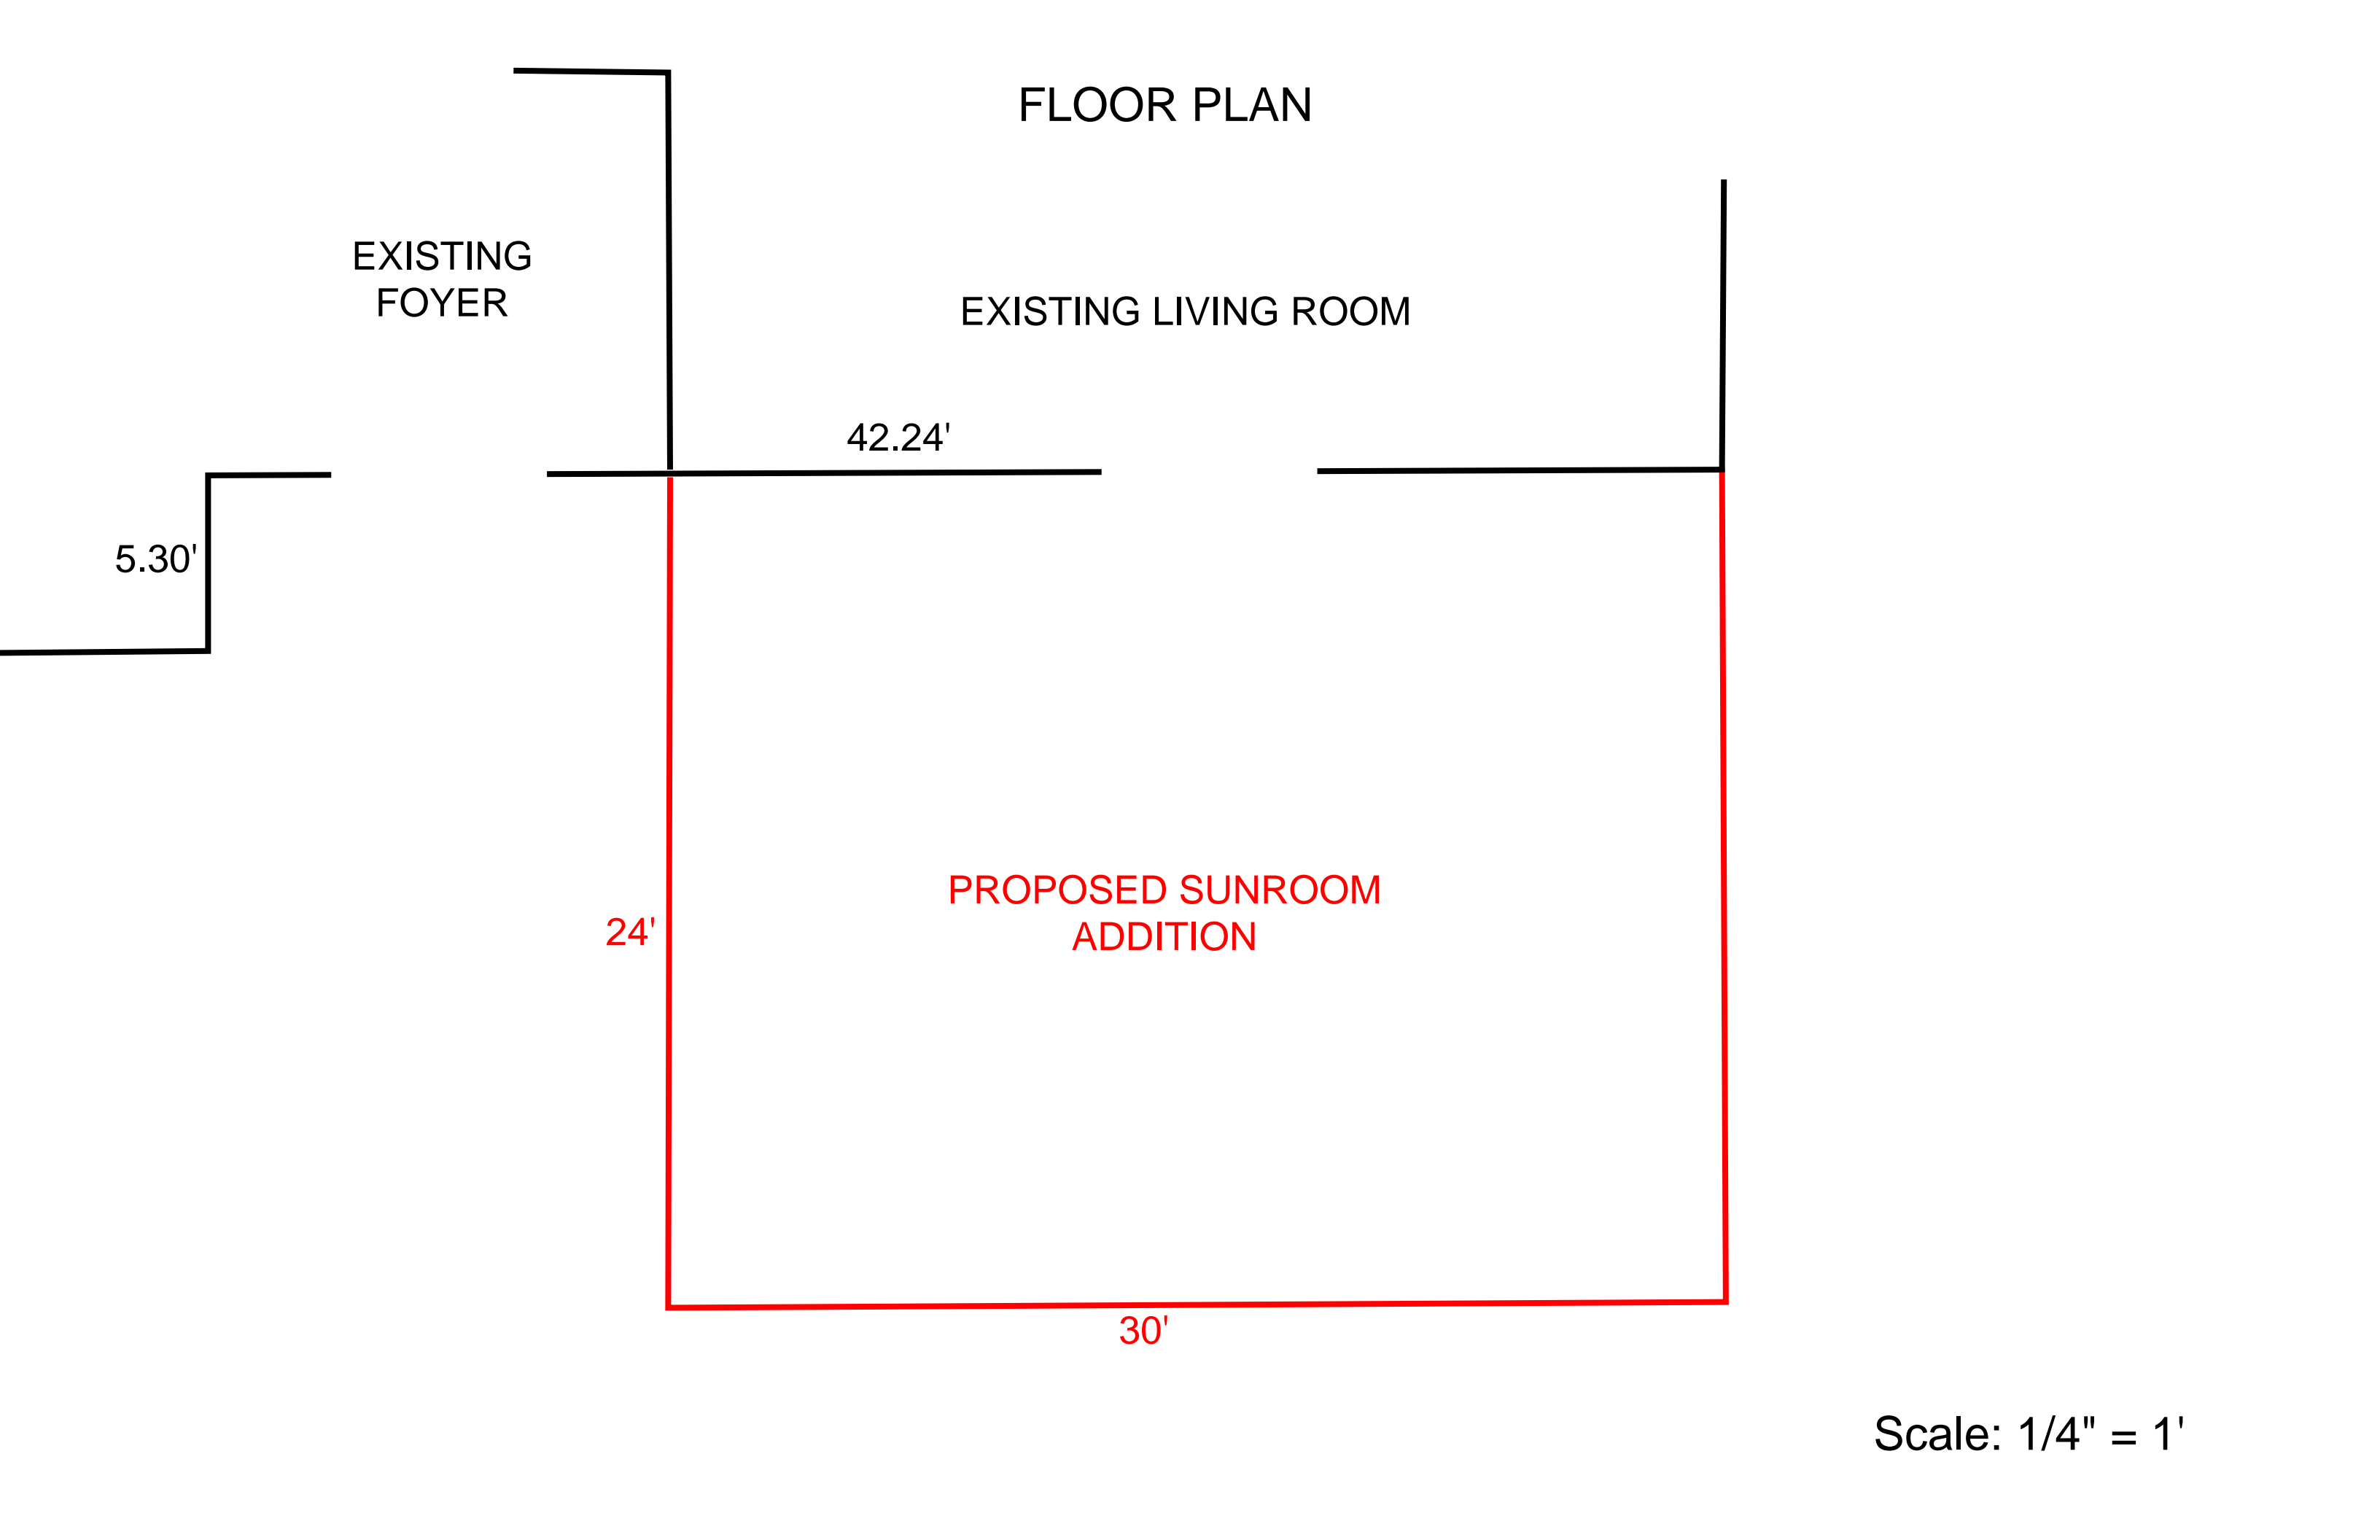 FLOOR PLAN
EXISTING
FOYER
EXISTING LIVING ROOM
42.24'
5.30'
PROPOSED SUNROOM
ADDITION
24'
30'
Scale: 1/4" = 1'